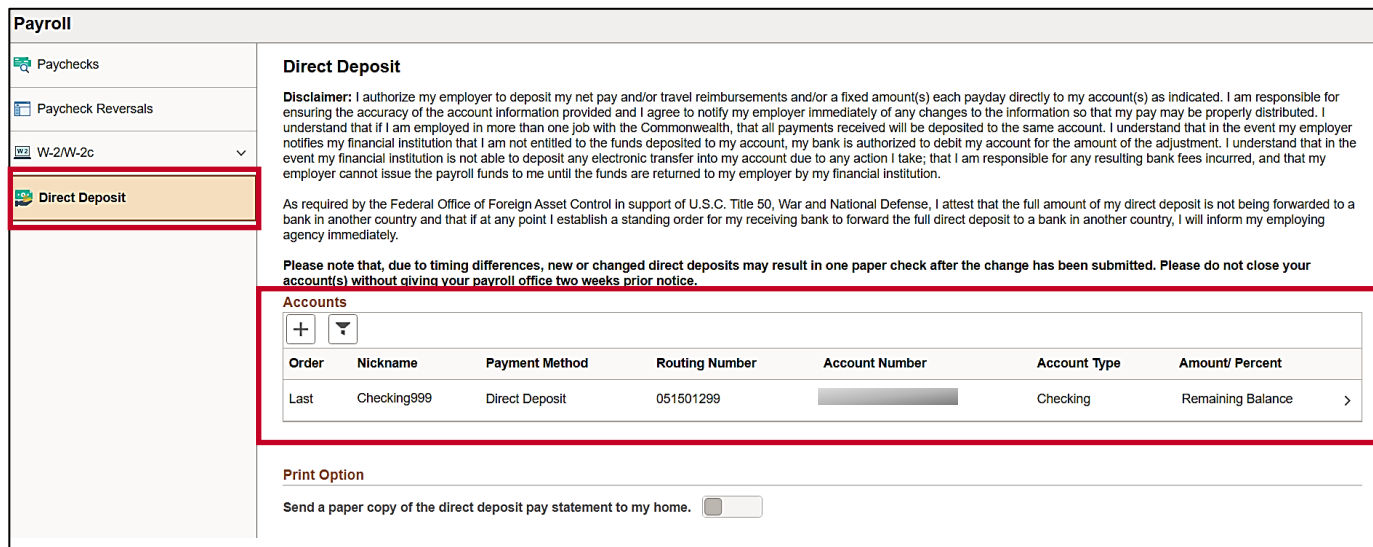 Payroll
Paychecks
Paycheck Reversals
W-2/W-2c
Direct Deposit
Direct Deposit
Disclaimer: I authorize my employer to deposit my net pay and/or travel reimbursements and/or a fixed amount(s) each payday directly to my account(s) as indicated. I am responsible for
ensuring the accuracy of the account information provided and I agree to notify my employer immediately of any changes to the information so that my pay may be properly distributed. I
understand that if I am employed in more than one job with the Commonwealth, that all payments received will be deposited to the same account. I understand that in the event my employer
notifies my financial institution that I am not entitled to the funds deposited to my account, my bank is authorized to debit my account for the amount of the adjustment. I understand that in the
event my financial institution is not able to deposit any electronic transfer into my account due to any action I take; that I am responsible for any resulting bank fees incurred, and that my
employer cannot issue the payroll funds to me until the funds are returned to my employer by my financial institution.
As required by the Federal Office of Foreign Asset Control in support of U.S.C. Title 50, War and National Defense, I attest that the full amount of my direct deposit is not being forwarded to a
bank in another country and that if at any point I establish a standing order for my receiving bank to forward the full direct deposit to a bank in another country, I will inform my employing
agency immediately.
Please note that, due to timing differences, new or changed direct deposits may result in one paper check after the change has been submitted. Please do not close your
account(s) without giving your payroll office two weeks prior notice.
Accounts
Order Nickname Payment Method Routing Number Account Number Account Type Amount/ Percent
Last Checking999 Direct Deposit 051501299 Checking Remaining Balance
Print Option
Send a paper copy of the direct deposit pay statement to my home.